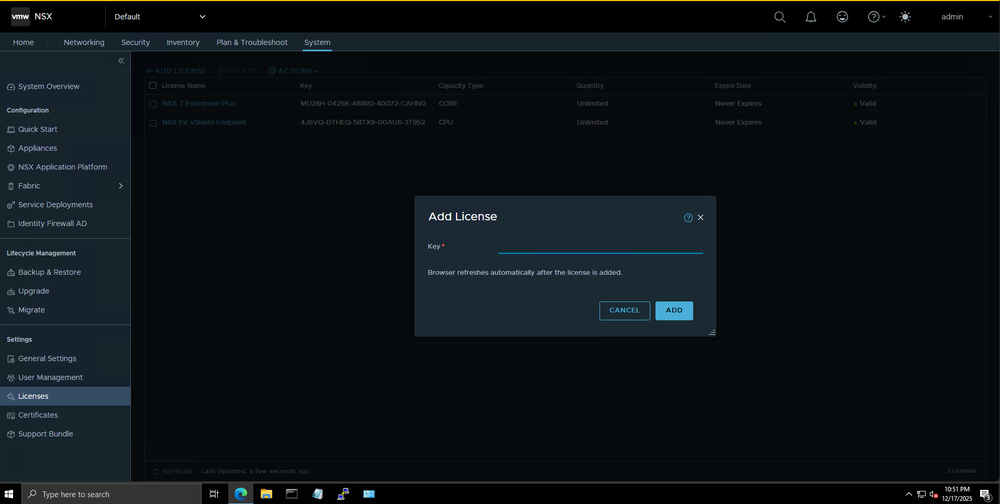 vmw NSX Default admin
Home Networking Security Inventory Plan & Troubleshoot System
System Overview
Configuration
Quick Start
Appliances
NSX Application Platform
Fabric
Service Deployments
Identity Firewall AD
Lifecycle Management
Backup & Restore
Upgrade
Migrate
Settings
General Settings
User Management
Licenses
Certificates
Support Bundle
ADD LICENSE DELETE ACTIONS
License Name Key Capacity Type Quantity Expire Date Validity
NSX-T Enterprise Plus MU28H-0425K-488R0-40072-CAHN0 CORE Unlimited Never Expires Valid
NSX for vShield Endpoint 4J6VQ-DTHEQ-58TX9-00AU6-3T952 CPU Unlimited Never Expires Valid
Add License
Key*
Browser refreshes automatically after the license is added.
CANCEL ADD
REFRESH Last Updated: a few seconds ago 2 Licenses
Type here to search
10:51 PM
12/17/2025
3